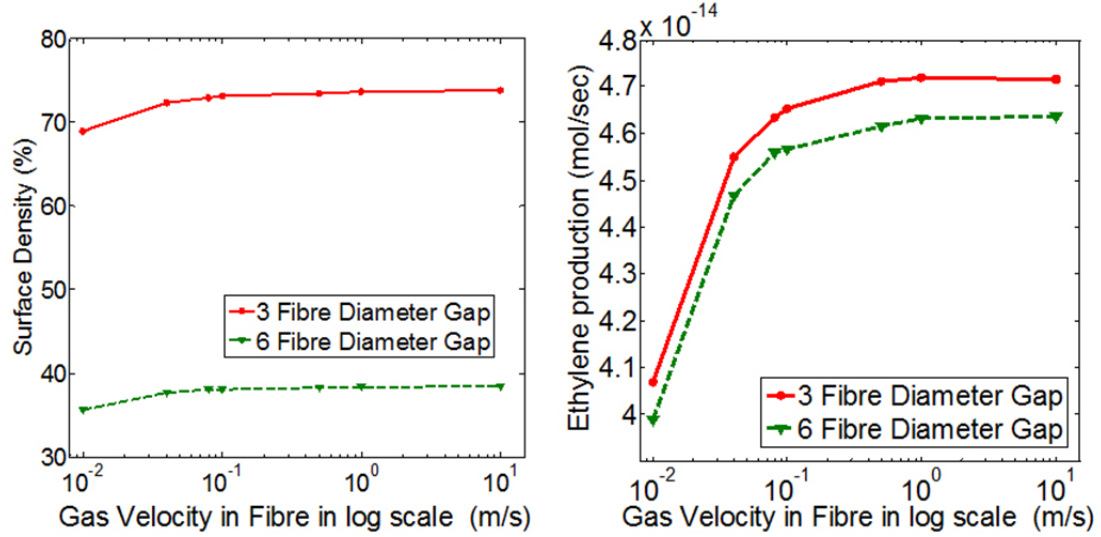 80
70
60
50
40
30
Surface Density (%)
3 Fibre Diameter Gap
6 Fibre Diameter Gap
10^-2 10^-1 10^0 10^1
Gas Velocity in Fibre in log scale (m/s)
x 10^-14
4.8
4.7
4.6
4.5
4.4
4.3
4.2
4.1
4
Ethylene production (mol/sec)
3 Fibre Diameter Gap
6 Fibre Diameter Gap
10^-2 10^-1 10^0 10^1
Gas Velocity in Fibre in log scale (m/s)